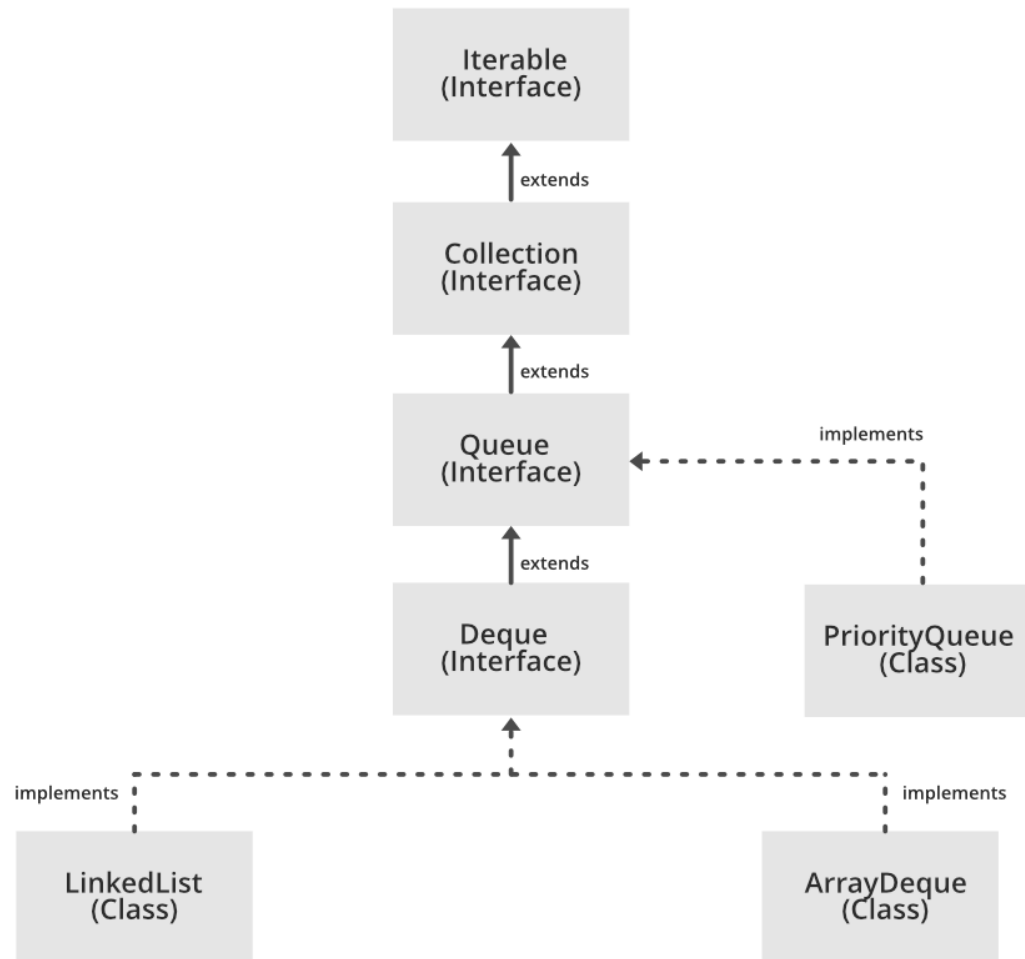 Iterable
(Interface)
extends
Collection
(Interface)
extends
Queue
(Interface)
implements
extends
Deque
(Interface)
PriorityQueue
(Class)
implements
implements
LinkedList
(Class)
ArrayDeque
(Class)